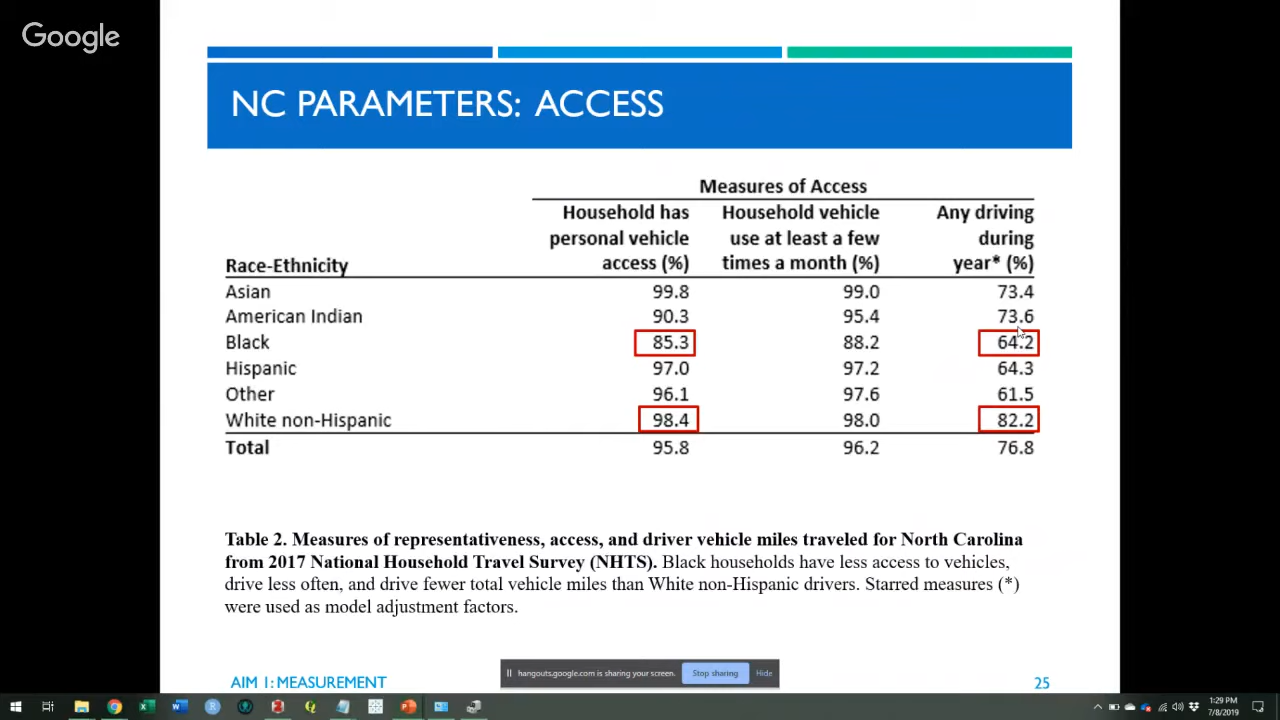 Google
NC PARAMETERS: ACCESS
Measures of Access
Household has personal vehicle access (%)
Household vehicle use at least a few times a month (%)
Any driving during year* (%)
Race-Ethnicity
Asian 99.8 99.0 73.4
American Indian 90.3 95.4 73.6
Black 85.3 88.2 64.2
Hispanic 97.0 97.2 64.3
Other 96.1 97.6 61.5
White non-Hispanic 98.4 98.0 82.2
Total 95.8 96.2 76.8
Table 2. Measures of representativeness, access, and driver vehicle miles traveled for North Carolina
from 2017 National Household Travel Survey (NHTS). Black households have less access to vehicles,
drive less often, and drive fewer total vehicle miles than White non-Hispanic drivers. Starred measures (*)
were used as model adjustment factors.
hangouts.google.com is sharing your screen. Stop sharing Hide
AIM 1: MEASUREMENT 25
1:29 PM
7/8/2019